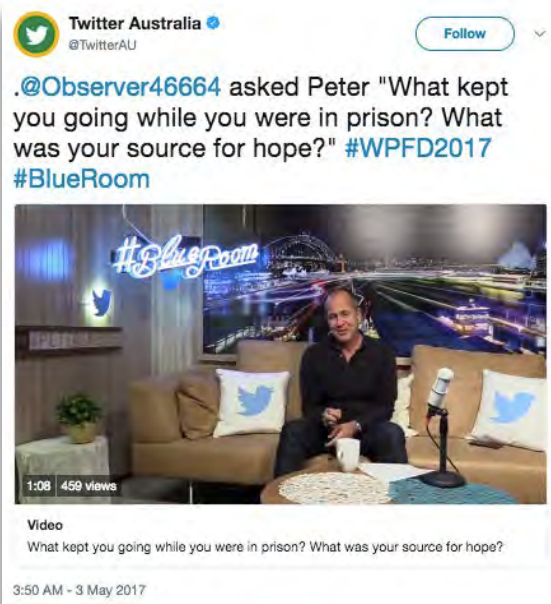 Twitter Australia
@TwitterAU
Follow
.@Observer46664 asked Peter "What kept
you going while you were in prison? What
was your source for hope?" #WPFD2017
#BlueRoom
#BlueRoom
1:08 459 views
Video
What kept you going while you were in prison? What was your source for hope?
3:50 AM - 3 May 2017